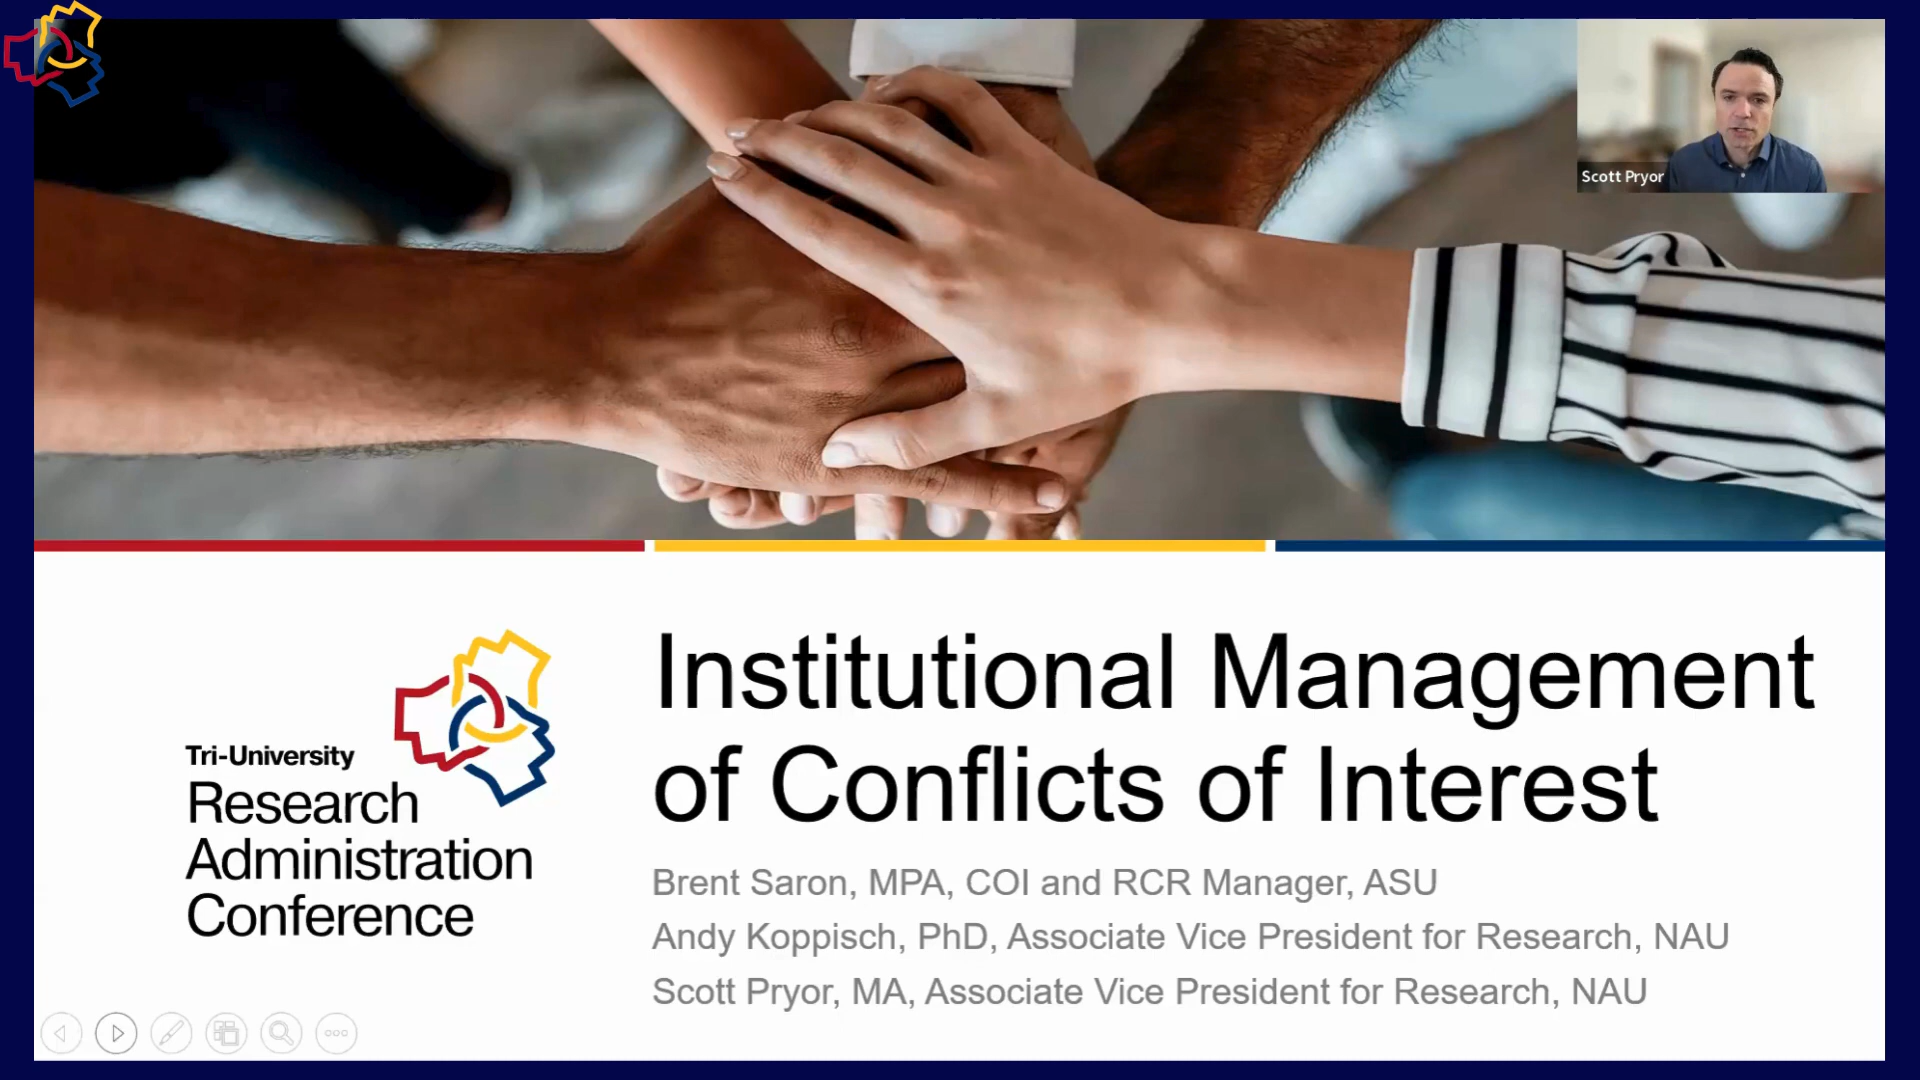 Scott Pryor
Tri-University
Research
Administration
Conference
Institutional Management
of Conflicts of Interest
Brent Saron, MPA, COI and RCR Manager, ASU
Andy Koppisch, PhD, Associate Vice President for Research, NAU
Scott Pryor, MA, Associate Vice President for Research, NAU